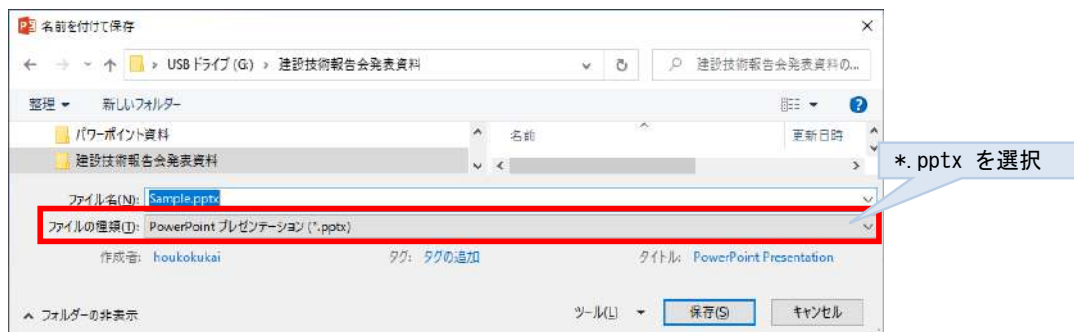 名前を付けて保存
USB ドライブ (G:) › 建設技術報告会発表資料
建設技術報告会発表資料の...
整理 新しいフォルダー
パワーポイント資料 名前 更新日時
建設技術報告会発表資料
*.pptx を選択
ファイル名(N): Sample.pptx
ファイルの種類(T): PowerPoint プレゼンテーション (*.pptx)
作成者: houkokukai タグ: タグの追加 タイトル: PowerPoint Presentation
フォルダーの非表示 ツール(L) 保存(S) キャンセル